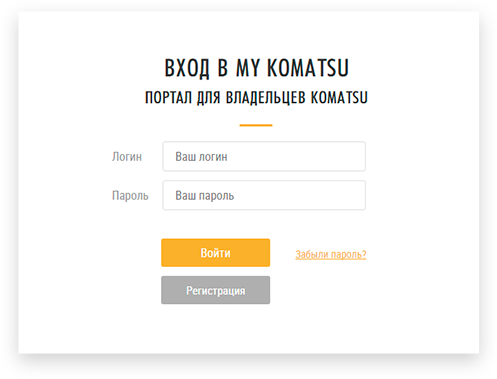 ВХОД В MY KOMATSU
ПОРТАЛ ДЛЯ ВЛАДЕЛЬЦЕВ KOMATSU
Логин Ваш логин
Пароль Ваш пароль
Войти Забыли пароль?
Регистрация